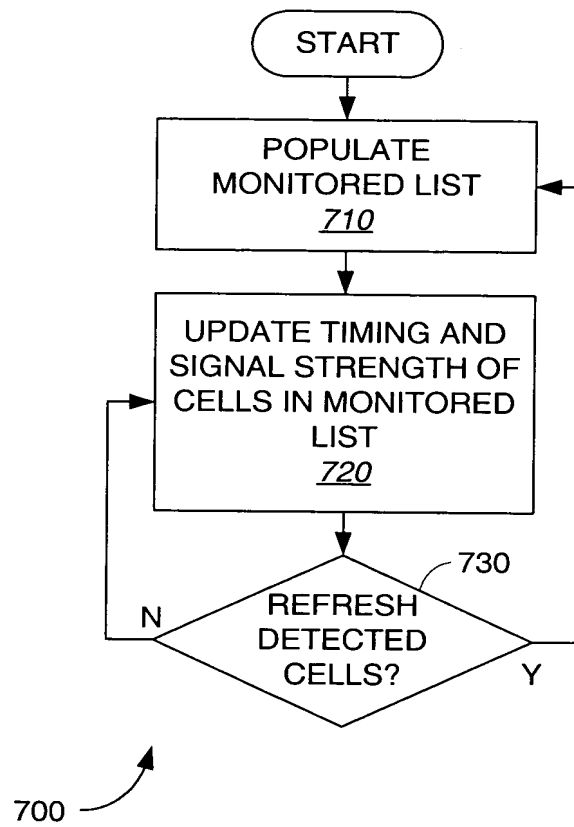 START
POPULATE
MONITORED LIST
710
UPDATE TIMING AND
SIGNAL STRENGTH OF
CELLS IN MONITORED
LIST
720
730
REFRESH
DETECTED
CELLS?
N
Y
700